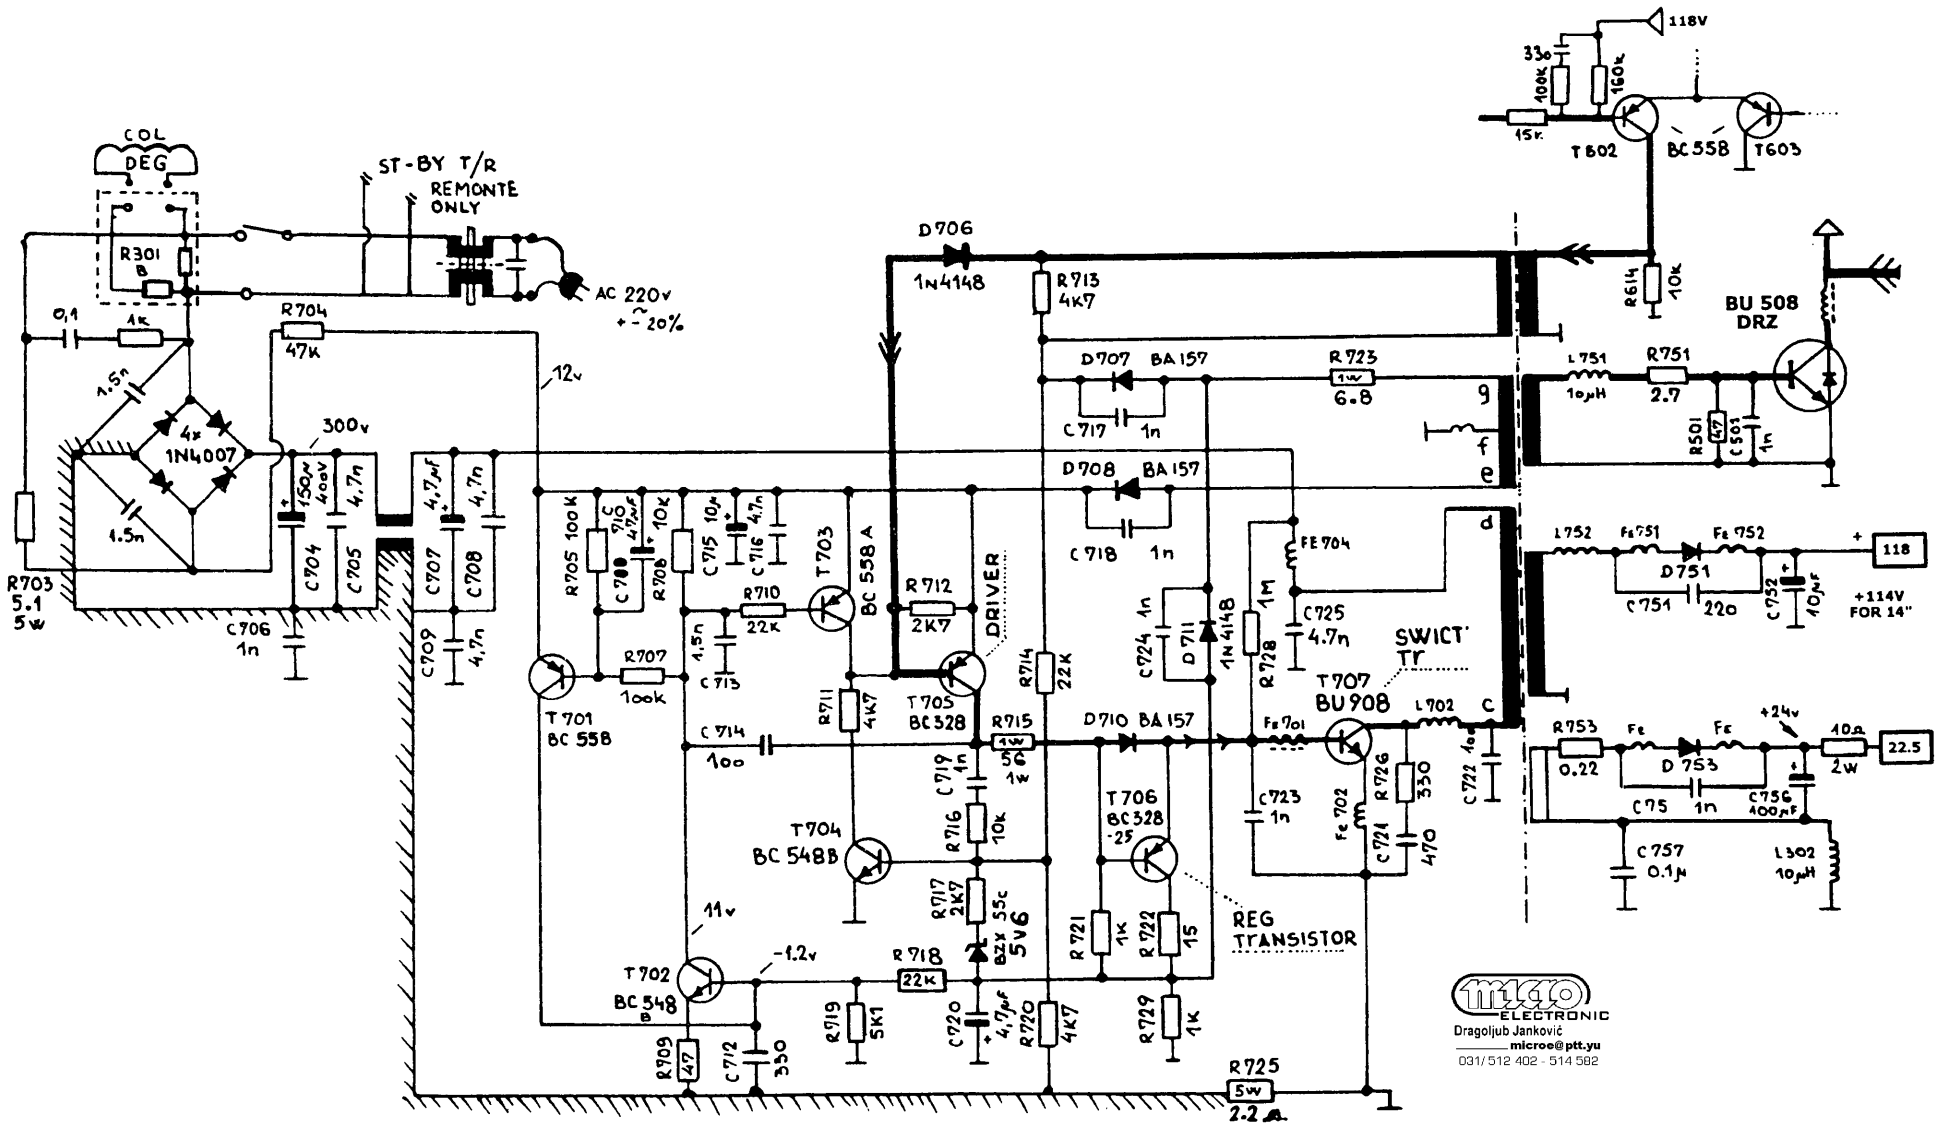 118V
330
100K
160K
15K
T602
BC558
T603
COL
DEG
ST-BY T/R
REMONTE
ONLY
R301
B
AC 220v
~
+- 20%
0,1
1K
R704
47K
1.5n
1.5n
4x
1N4007
300v
12v
R703
5.1
5W
150µ
400V
4.7n
C704
C705
C706
1n
4,7µF
4,7n
C707
C708
C709
4,7n
D706
1N4148
R713
4K7
R614
10K
BU 508
DRZ
D707
BA157
R723
1W
6.8
C717
1n
g
f
e
d
c
L751
10µH
R751
2.7
R501
47
C501
1n
D708
BA157
C718
1n
R705 100K
C710
47µF
R708
10K
C715
10µ
C716
4.7n
T703
BC 558 A
R710
22K
R712
2K7
DRIVER
R707
100K
1,5n
C713
T701
BC 558
R711
4K7
T705
BC328
R714
22K
C724
1n
D711
1N4148
R728
1M
FE704
C725
4.7n
SWICT'
TR
T707
BU908
L702
L752
Fe751
Fe752
D751
C751
220
C752
10µF
+
118
+114V
FOR 14"
C714
100
R715
1W
56
1W
D710 BA157
Fe701
C719
1n
R716
10K
T706
BC328
-25
C723
1n
Fe702
R726
330
C721
470
C722
R753
0.22
Fe
FE
D753
C75
1n
+24v
10Ω
2W
22.5
C756
100µF
C757
0.1µ
L302
10µH
T704
BC 548B
R717
2K7
BZX 55c
5V6
R721
1K
R722
15
REG
TRANSISTOR
11v
-1.2v
R718
22K
T702
BC548
B
R719
5K1
C720
4,7µF
R720
4K7
R729
1K
R709
47
C712
330
R725
5W
2.2 Ω
micro
ELECTRONIC
Dragoljub Janković
microe@ptt.yu
031/ 512 402 - 514 582